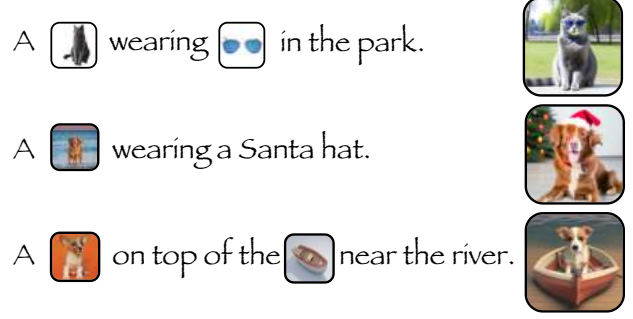 A wearing in the park.
A wearing a Santa hat.
A on top of the near the river.